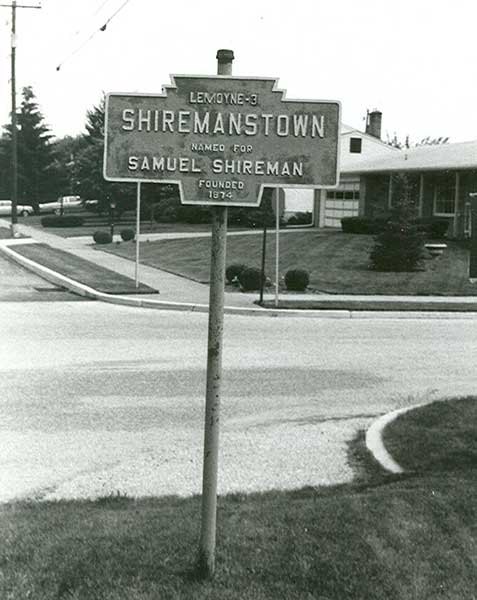 LEMOYNE-3
SHIREMANSTOWN
NAMED FOR
SAMUEL SHIREMAN
FOUNDED
1874